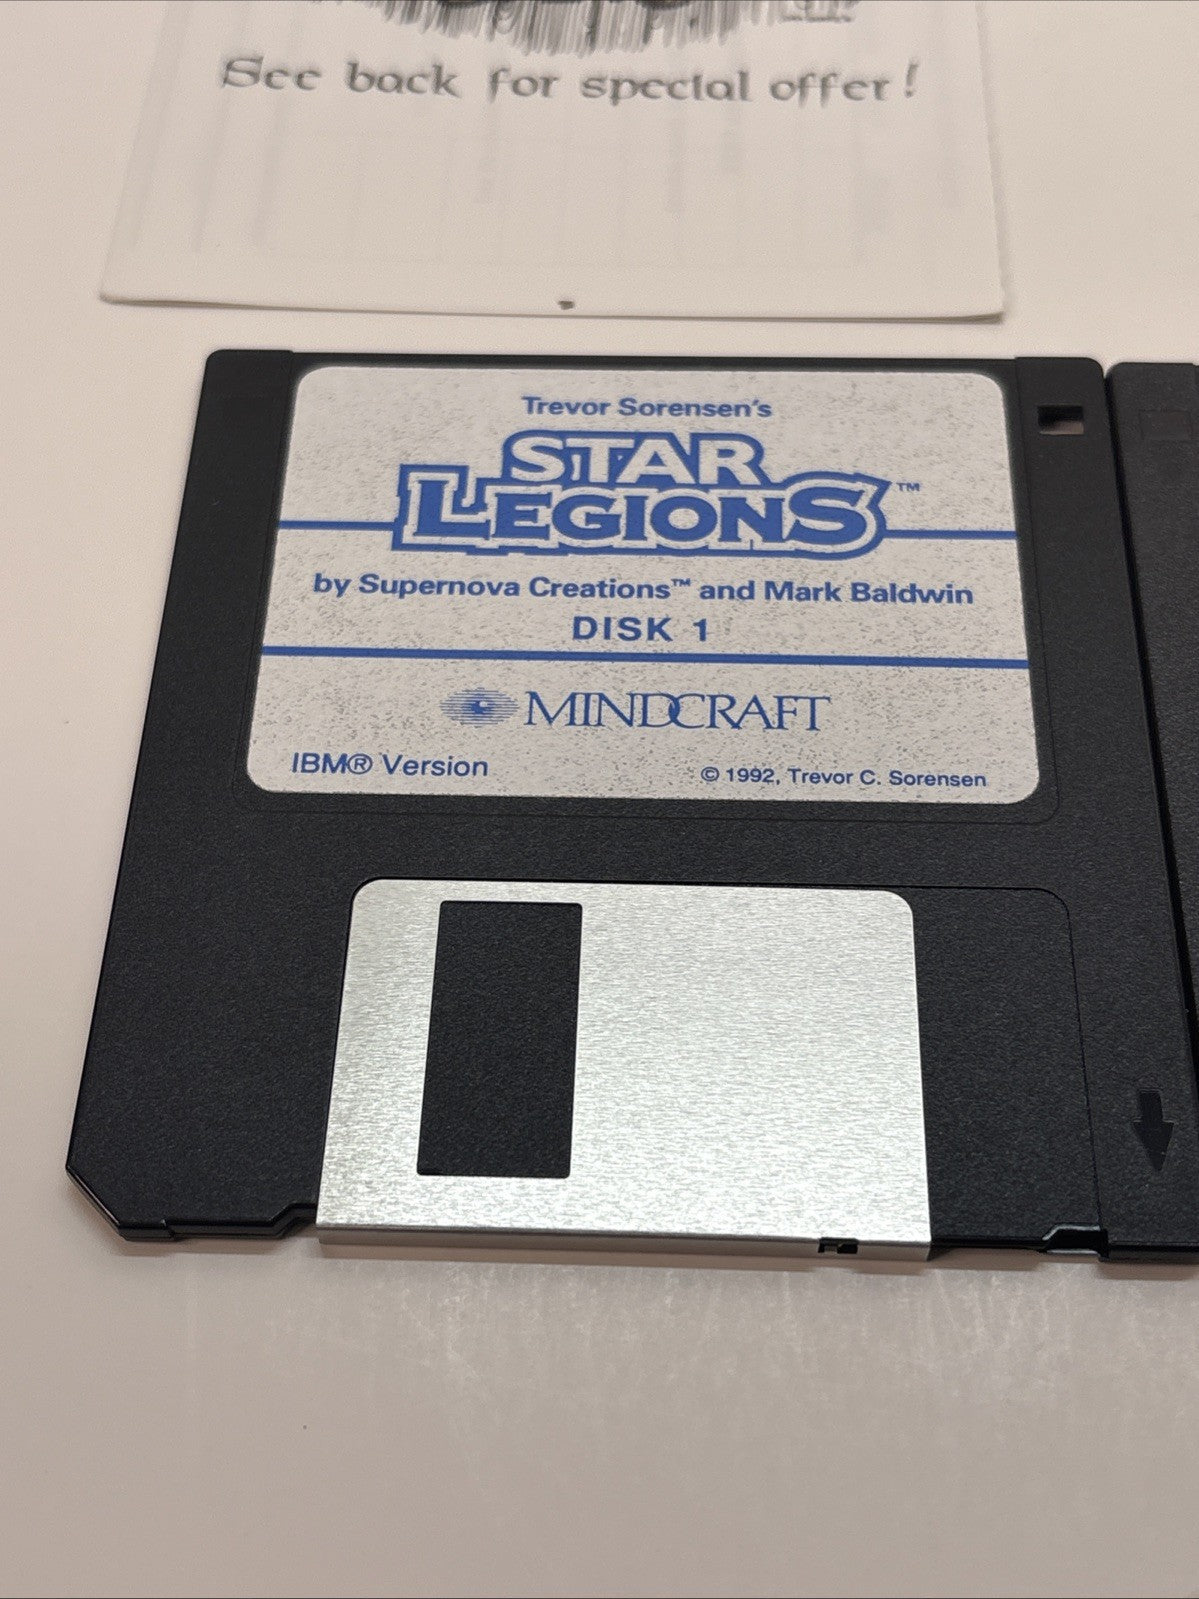 See back for special offer!
Trevor Sorensen's
STAR
LEGIONS™
by Supernova Creations™ and Mark Baldwin
DISK 1
MINDCRAFT
IBM® Version
© 1992, Trevor C. Sorensen